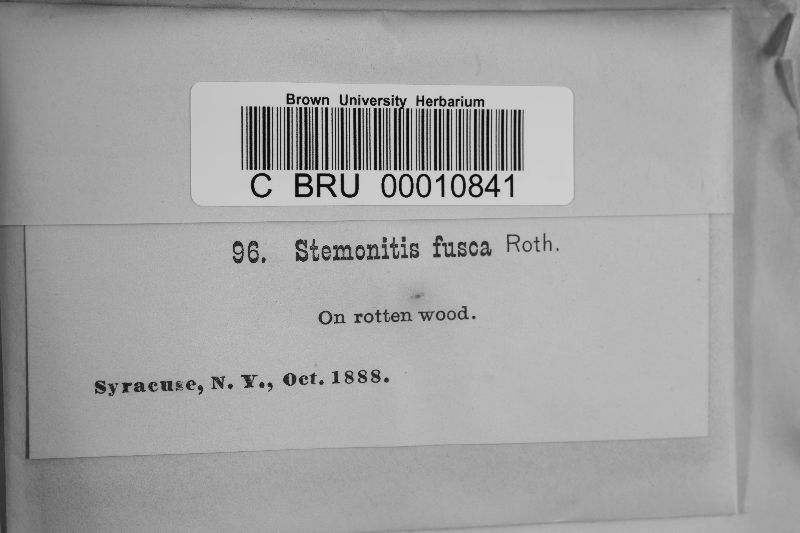 Brown University Herbarium
C BRU 00010841
96. Stemonitis fusca Roth.
On rotten wood.
Syracuse, N. Y., Oct. 1888.